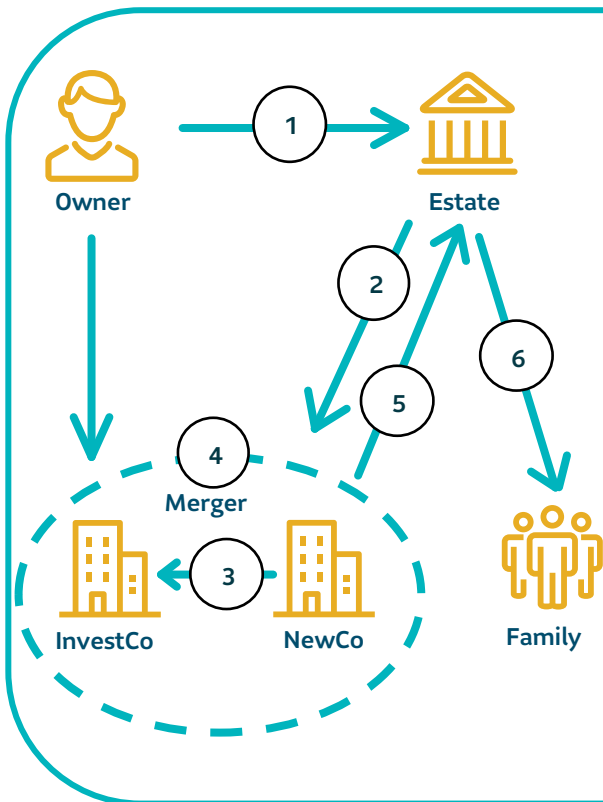 1
Owner
Estate
2
6
5
4
Merger
3
InvestCo
NewCo
Family